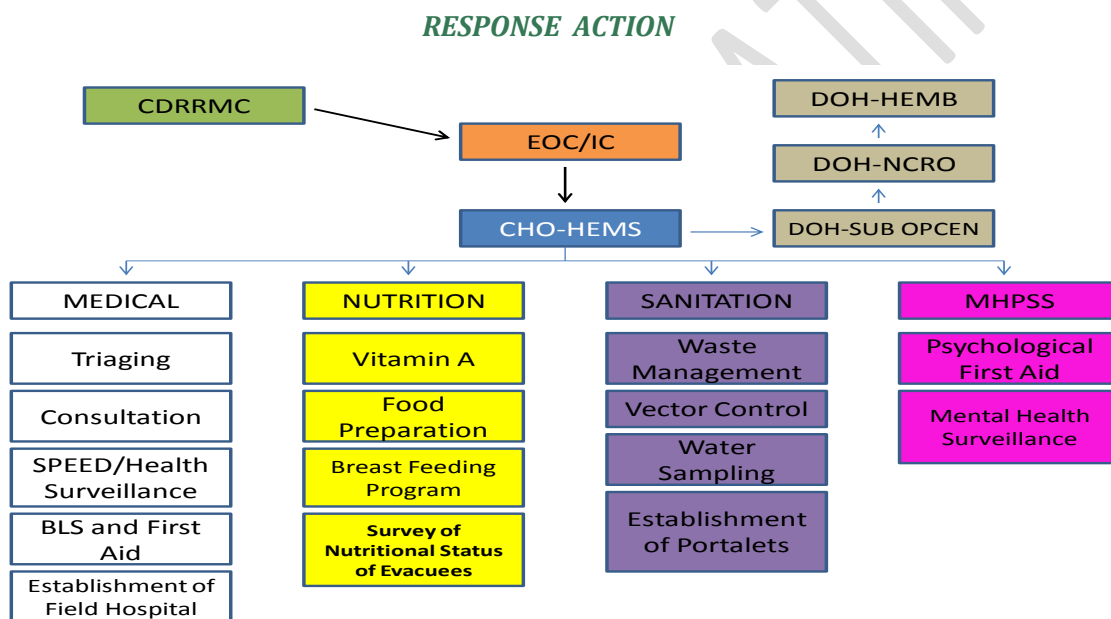 RESPONSE ACTION
CDRRMC
EOC/IC
CHO-HEMS
DOH-HEMB
DOH-NCRO
DOH-SUB OPCEN
MEDICAL
Triaging
Consultation
SPEED/Health
Surveillance
BLS and First
Aid
Establishment of
Field Hospital
NUTRITION
Vitamin A
Food
Preparation
Breast Feeding
Program
Survey of
Nutritional Status
of Evacuees
SANITATION
Waste
Management
Vector Control
Water
Sampling
Establishment
of Portalets
MHPSS
Psychological
First Aid
Mental Health
Surveillance